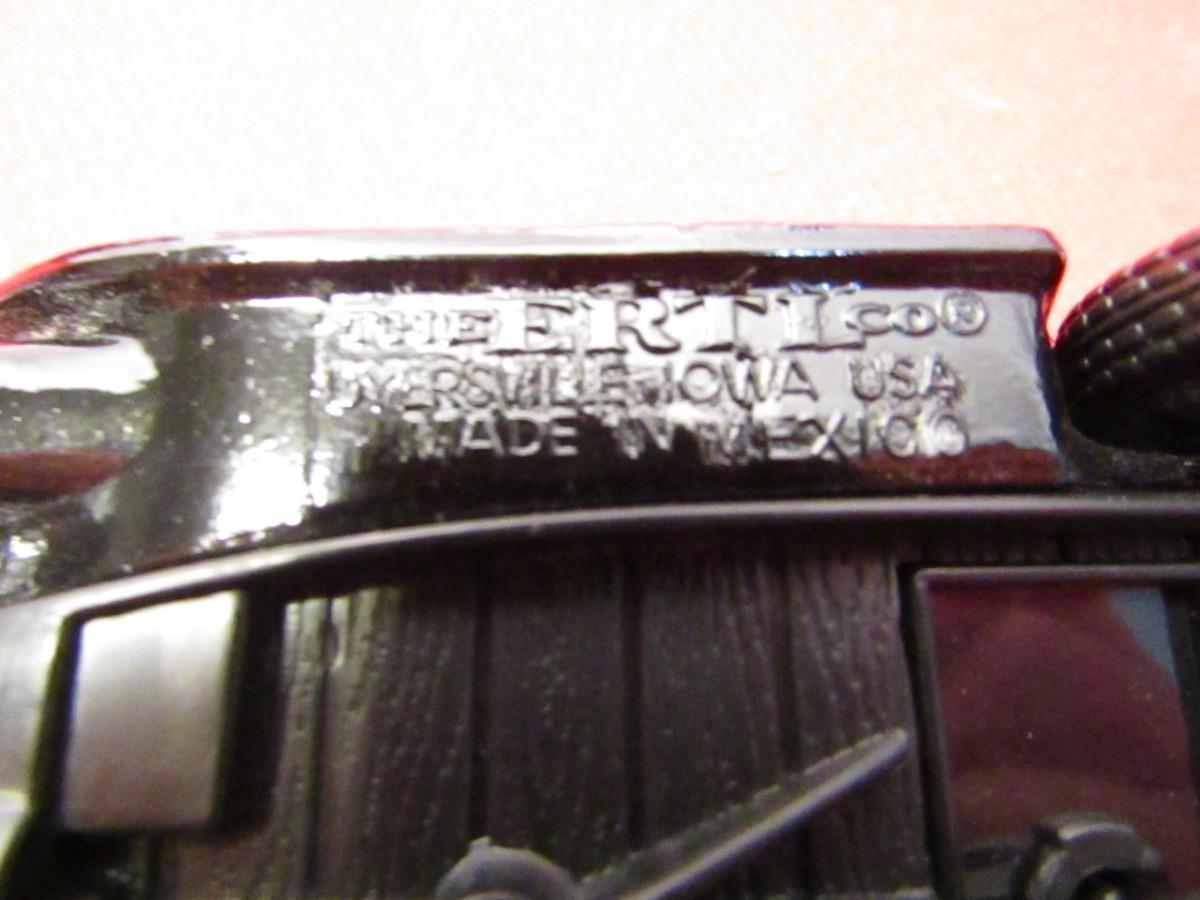 THE ERTL CO®
DYERSVILLE IOWA USA
MADE IN MEXICO